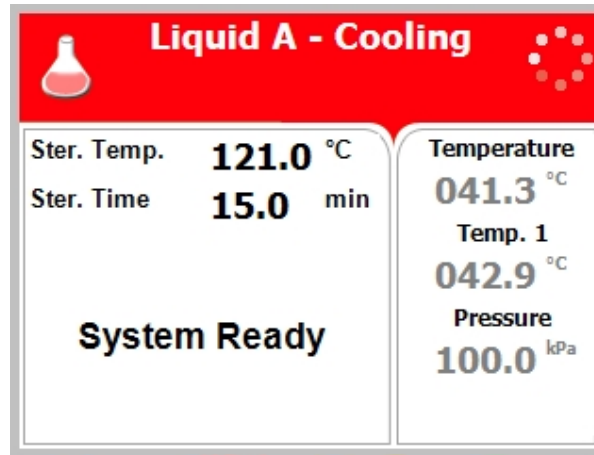 Liquid A - Cooling
Ster. Temp. 121.0 °C
Ster. Time 15.0 min
System Ready
Temperature
041.3 °C
Temp. 1
042.9 °C
Pressure
100.0 kPa